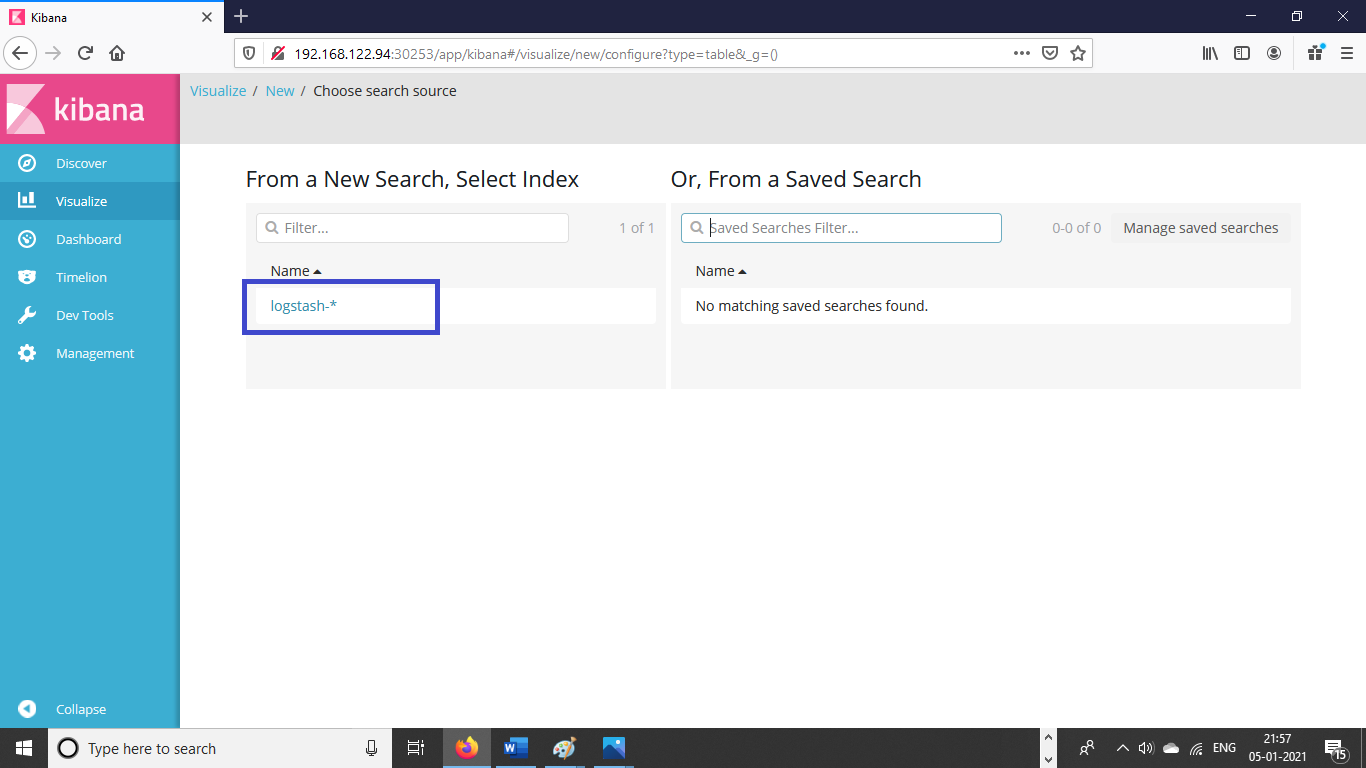 Kibana
192.168.122.94:30253/app/kibana#/visualize/new/configure?type=table&_g=()
kibana
Visualize / New / Choose search source
Discover
Visualize
Dashboard
Timelion
Dev Tools
Management
Collapse
From a New Search, Select Index
Filter... 1 of 1
Name
logstash-*
Or, From a Saved Search
Saved Searches Filter... 0-0 of 0 Manage saved searches
Name
No matching saved searches found.
Type here to search
W
ENG
21:57
05-01-2021
15